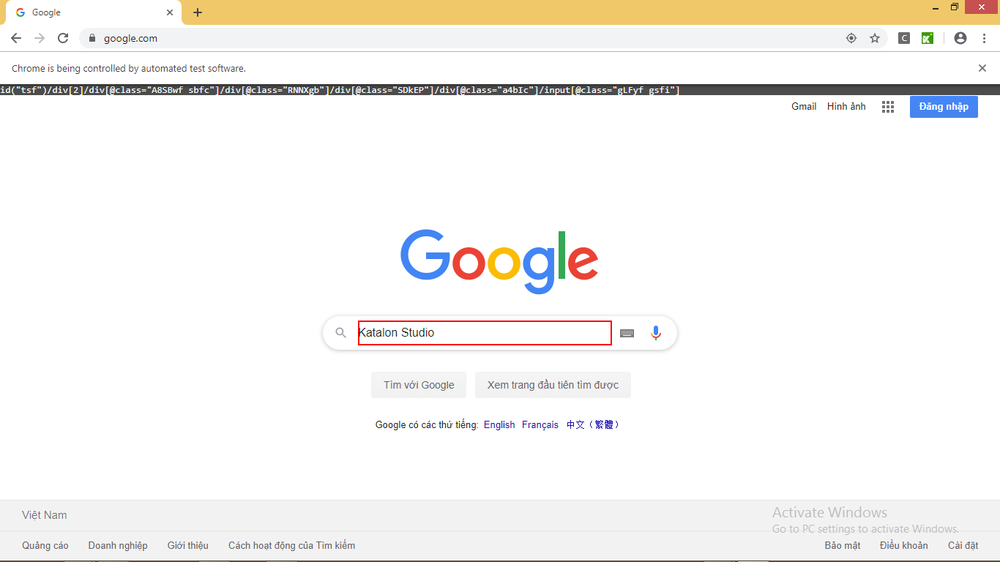 Google
google.com
Chrome is being controlled by automated test software.
id("tsf")/div[2]/div[@class="A8SBwf sbfc"]/div[@class="RNNXgb"]/div[@class="SDkEP"]/div[@class="a4bIc"]/input[@class="gLFyf gsfi"]
Gmail Hình ảnh Đăng nhập
Google
Katalon Studio
Tìm với Google Xem trang đầu tiên tìm được
Google có các thứ tiếng: English Français 中文（繁體）
Việt Nam
Activate Windows
Go to PC settings to activate Windows.
Quảng cáo Doanh nghiệp Giới thiệu Cách hoạt động của Tìm kiếm Bảo mật Điều khoản Cài đặt